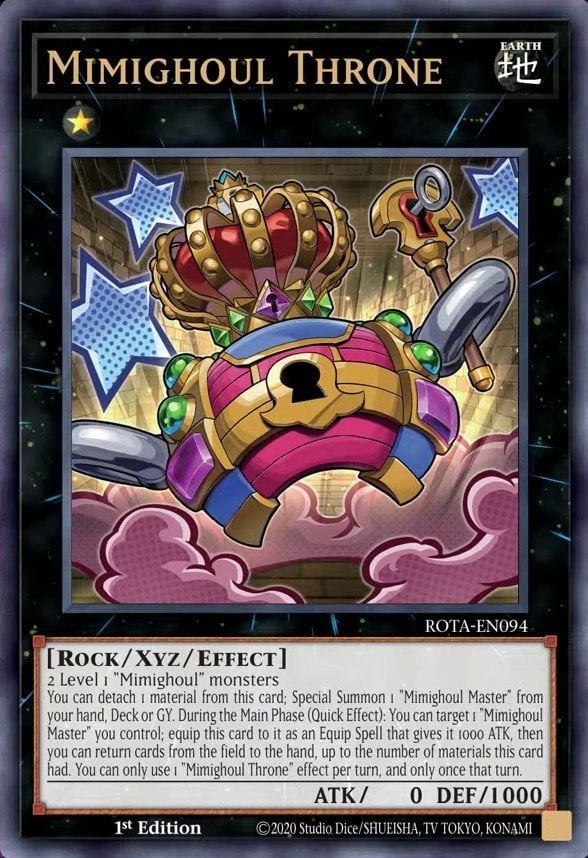 MIMIGHOUL THRONE
EARTH
地
ROTA-EN094
[ROCK/XYZ/EFFECT]
2 Level 1 "Mimighoul" monsters
You can detach 1 material from this card; Special Summon 1 "Mimighoul Master" from
your hand, Deck or GY. During the Main Phase (Quick Effect): You can target 1 "Mimighoul
Master" you control; equip this card to it as an Equip Spell that gives it 1000 ATK, then
you can return cards from the field to the hand, up to the number of materials this card
had. You can only use 1 "Mimighoul Throne" effect per turn, and only once that turn.
ATK/ 0 DEF/1000
1st Edition
©2020 Studio Dice/SHUEISHA, TV TOKYO, KONAMI